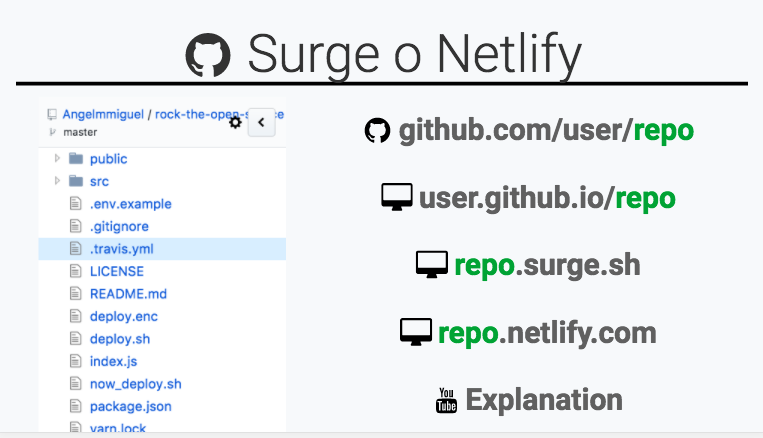 Surge o Netlify
Angelmmiguel / rock-the-open-source
master
public
src
.env.example
.gitignore
.travis.yml
LICENSE
README.md
deploy.enc
deploy.sh
index.js
now_deploy.sh
package.json
yarn.lock
github.com/user/repo
user.github.io/repo
repo.surge.sh
repo.netlify.com
You Tube Explanation